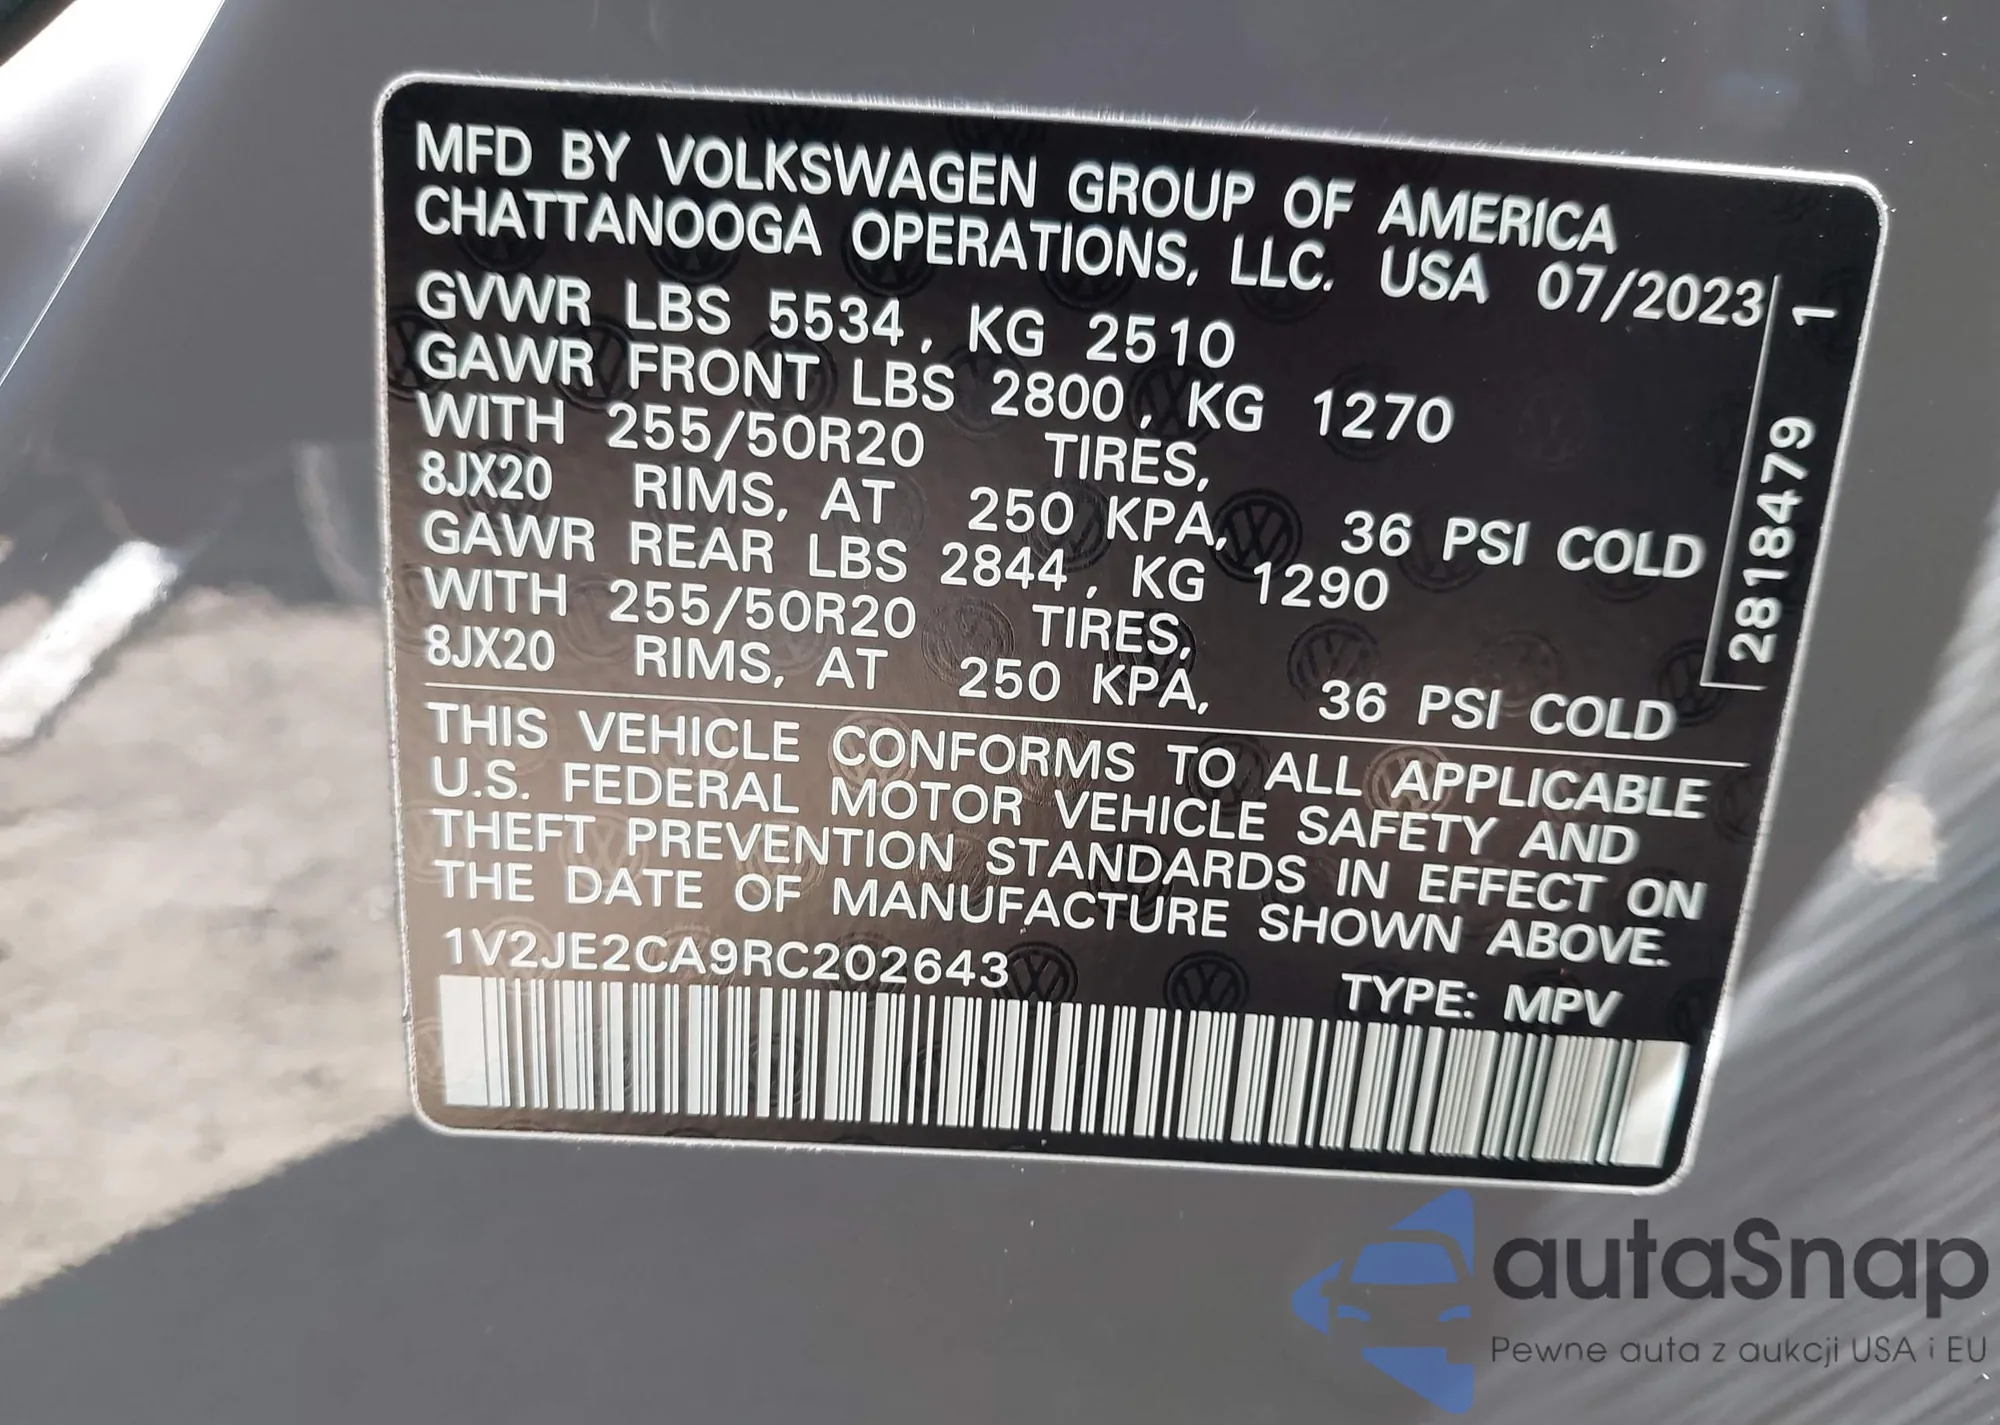 MFD BY VOLKSWAGEN GROUP OF AMERICA
CHATTANOOGA OPERATIONS, LLC. USA 07/2023
GVWR LBS 5534, KG 2510
GAWR FRONT LBS 2800, KG 1270
WITH 255/50R20 TIRES,
8JX20 RIMS, AT 250 KPA, 36 PSI COLD
GAWR REAR LBS 2844, KG 1290
WITH 255/50R20 TIRES,
8JX20 RIMS, AT 250 KPA, 36 PSI COLD
2818479 1
THIS VEHICLE CONFORMS TO ALL APPLICABLE
U.S. FEDERAL MOTOR VEHICLE SAFETY AND
THEFT PREVENTION STANDARDS IN EFFECT ON
THE DATE OF MANUFACTURE SHOWN ABOVE.
1V2JE2CA9RC202643 TYPE: MPV
autaSnap
Pewne auta z aukcji USA i EU